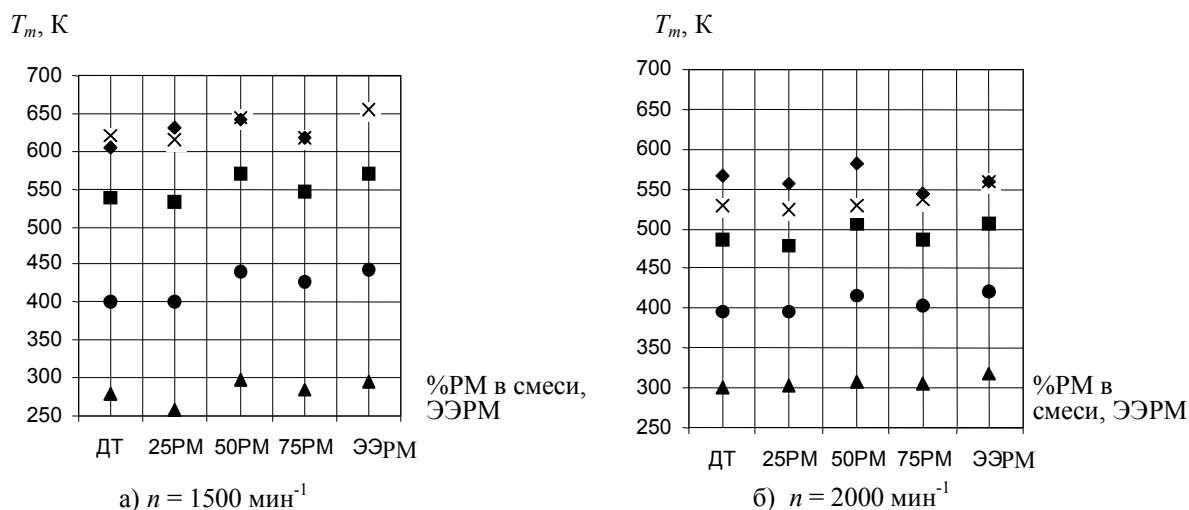 T_m, К
700
650
600
550
500
450
400
350
300
250
ДТ 25РМ 50РМ 75РМ ЭЭРМ
%РМ в смеси,
ЭЭРМ
а) n = 1500 мин⁻¹
T_m, К
700
650
600
550
500
450
400
350
300
250
ДТ 25РМ 50РМ 75РМ ЭЭРМ
%РМ в
смеси, ЭЭРМ
б) n = 2000 мин⁻¹